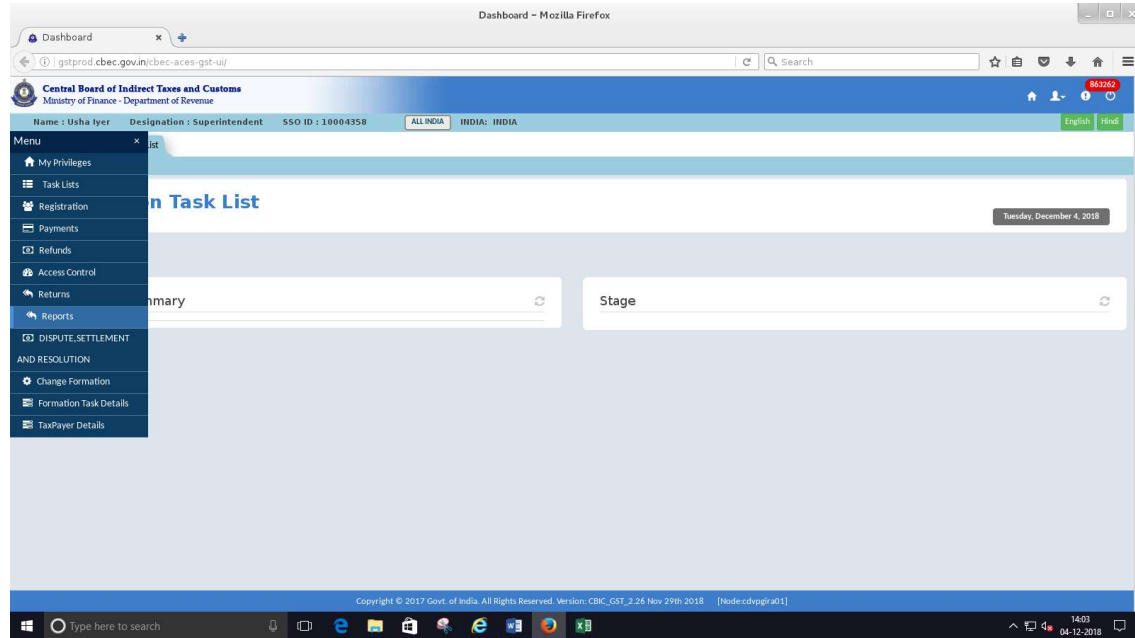 Dashboard - Mozilla Firefox
Dashboard
gstprod.cbec.gov.in/cbec-aces-gst-ui/
Search
Central Board of Indirect Taxes and Customs
Ministry of Finance - Department of Revenue
863262
Name : Usha Iyer Designation : Superintendent SSO ID : 10004358 ALL INDIA INDIA: INDIA English Hindi
Menu × List
My Privileges
Task Lists
n Task List
Registration
Tuesday, December 4, 2018
Payments
Refunds
Access Control
Returns
mmary
Stage
Reports
DISPUTE,SETTLEMENT
AND RESOLUTION
Change Formation
Formation Task Details
TaxPayer Details
Copyright © 2017 Govt. of India. All Rights Reserved. Version: CBIC_GST_2.26 Nov 29th 2018 [Node:cdvpgira01]
Type here to search
14:03
04-12-2018